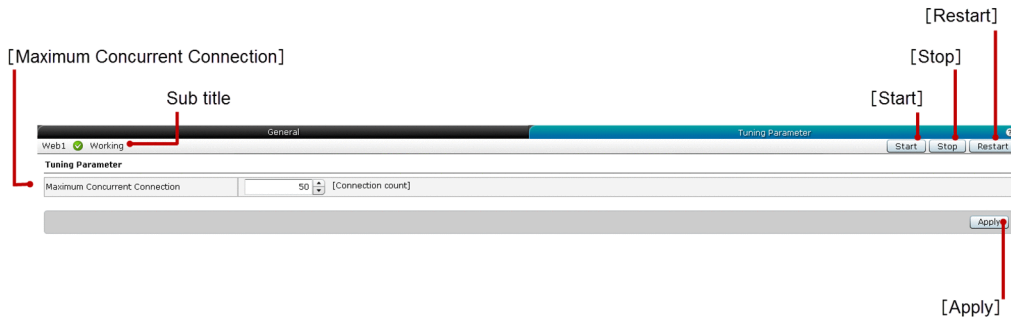 [Restart]
[Maximum Concurrent Connection]
[Stop]
Sub title
[Start]
General
Tuning Parameter
?
Web1 Working
Start
Stop
Restart
Tuning Parameter
Maximum Concurrent Connection
50
[Connection count]
Apply
[Apply]